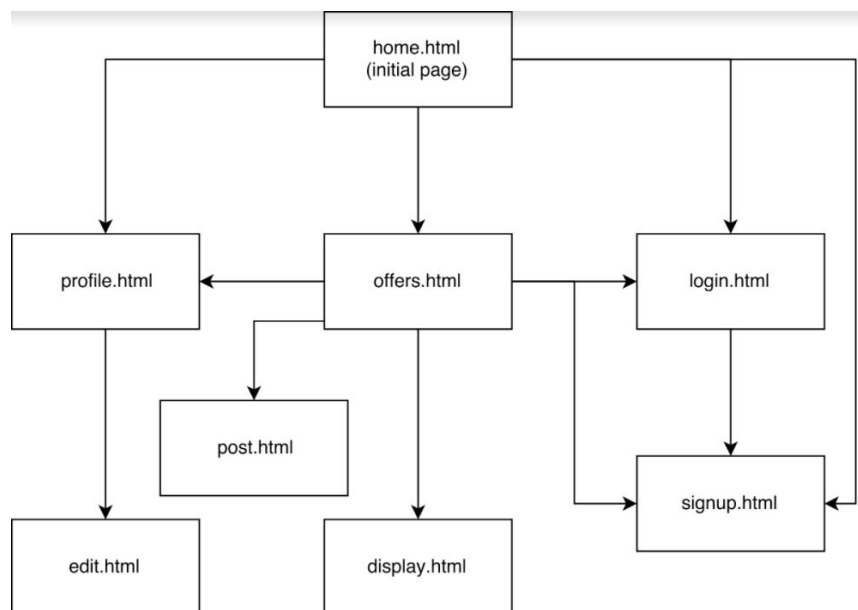 home.html
(initial page)
profile.html
offers.html
login.html
post.html
signup.html
edit.html
display.html